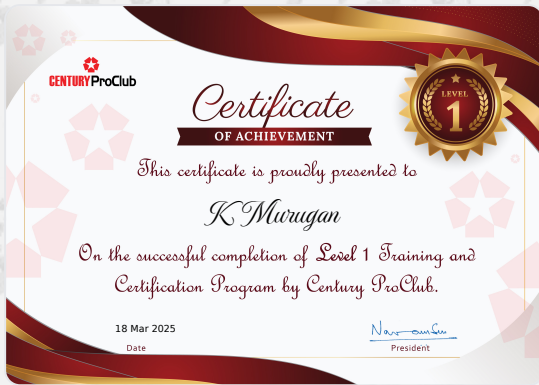 CENTURY ProClub
Certificate
OF ACHIEVEMENT
LEVEL
1
This certificate is proudly presented to
K Murugan
On the successful completion of Level 1 Training and
Certification Program by Century ProClub.
18 Mar 2025
Date
President